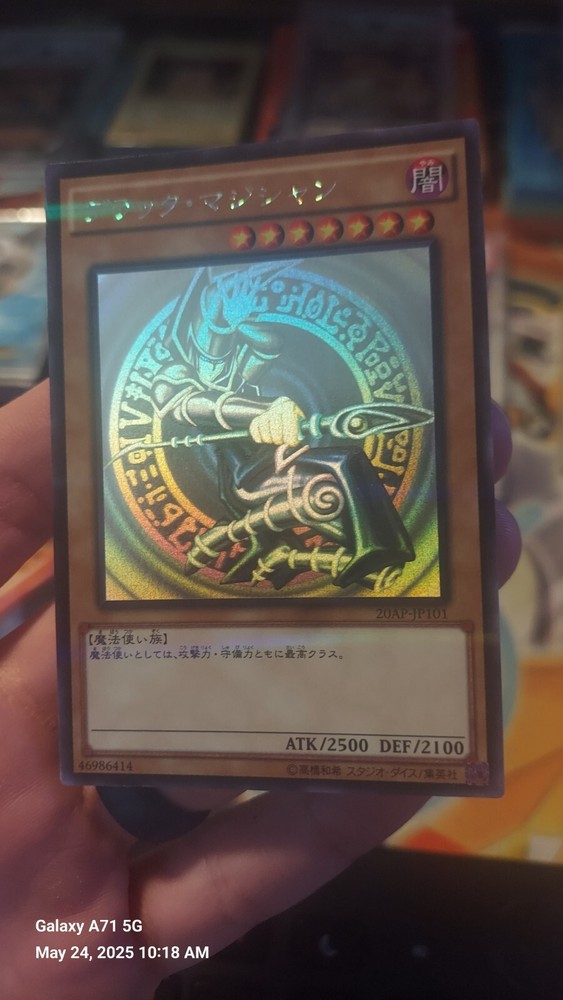 ブラック・マジシャン
闇
20AP-JP101
【魔法使い族】
魔法使いとしては、攻撃力・守備力ともに最高クラス。
ATK/2500 DEF/2100
46986414
©高橋和希 スタジオ・ダイス/集英社
Galaxy A71 5G
May 24, 2025 10:18 AM